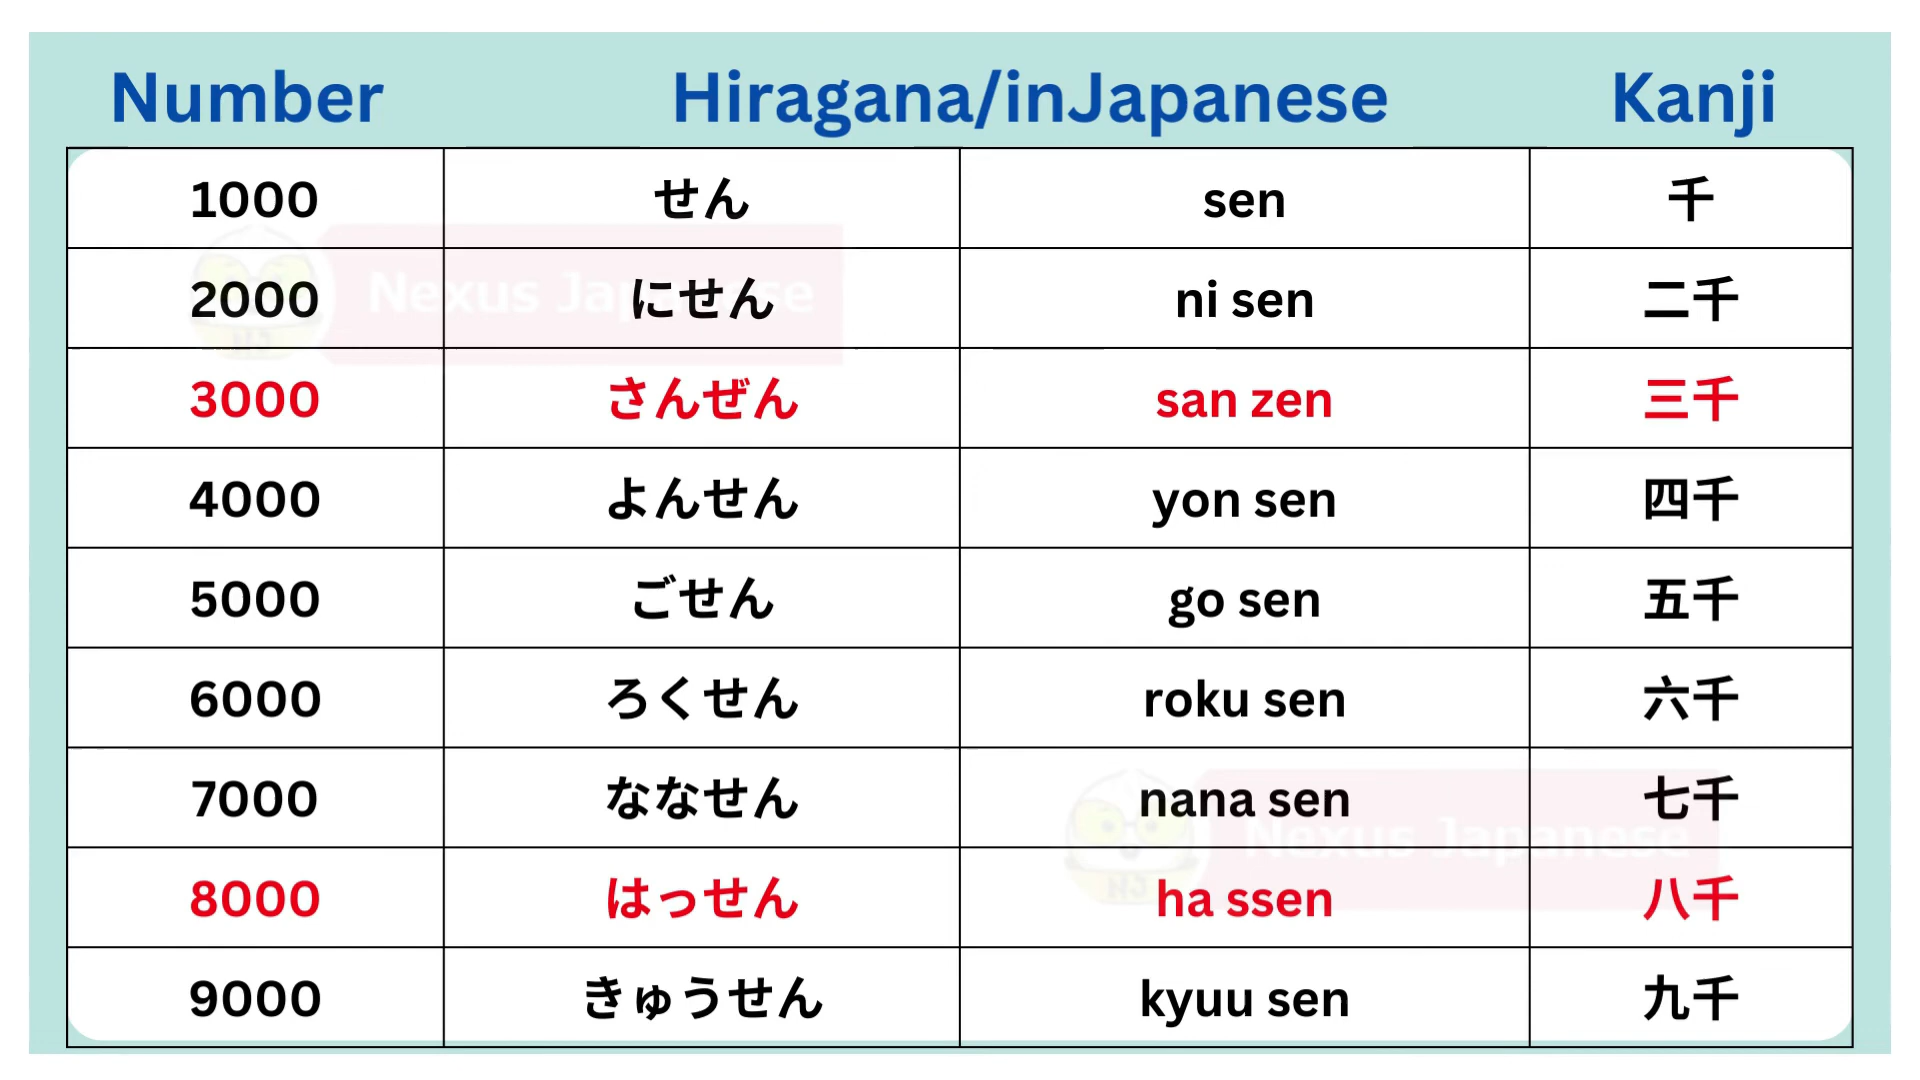 Number Hiragana/inJapanese Kanji
1000 せん sen 千
2000 にせん ni sen 二千
3000 さんぜん san zen 三千
4000 よんせん yon sen 四千
5000 ごせん go sen 五千
6000 ろくせん roku sen 六千
7000 ななせん nana sen 七千
8000 はっせん ha ssen 八千
9000 きゅうせん kyuu sen 九千
Nexus Japanese
Nexus Japanese